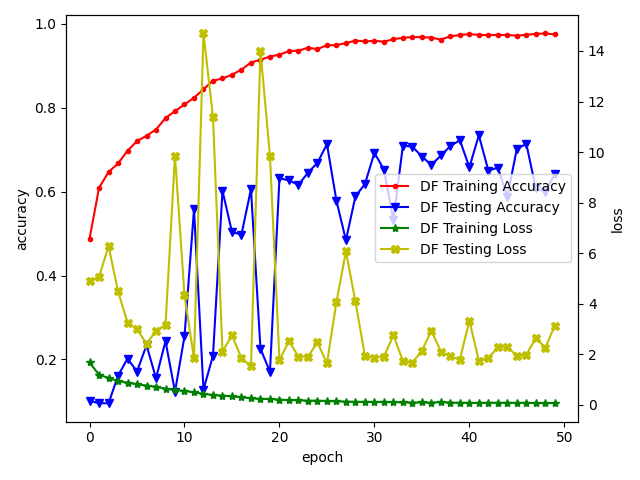 1.0
0.8
0.6
0.4
0.2
accuracy
0
10
20
30
40
50
epoch
14
12
10
8
6
4
2
0
loss
DF Training Accuracy
DF Testing Accuracy
DF Training Loss
DF Testing Loss